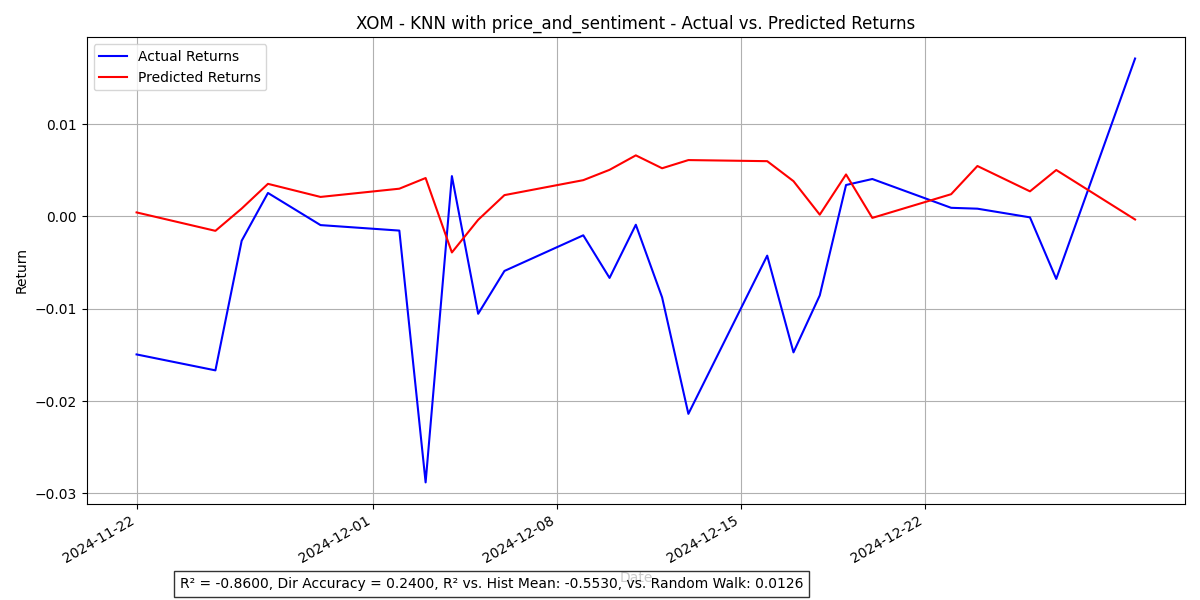 XOM - KNN with price_and_sentiment - Actual vs. Predicted Returns
Actual Returns
Predicted Returns
0.01
0.00
−0.01
−0.02
−0.03
Return
2024-11-22
2024-12-01
2024-12-08
2024-12-15
2024-12-22
Date
R² = -0.8600, Dir Accuracy = 0.2400, R² vs. Hist Mean: -0.5530, vs. Random Walk: 0.0126